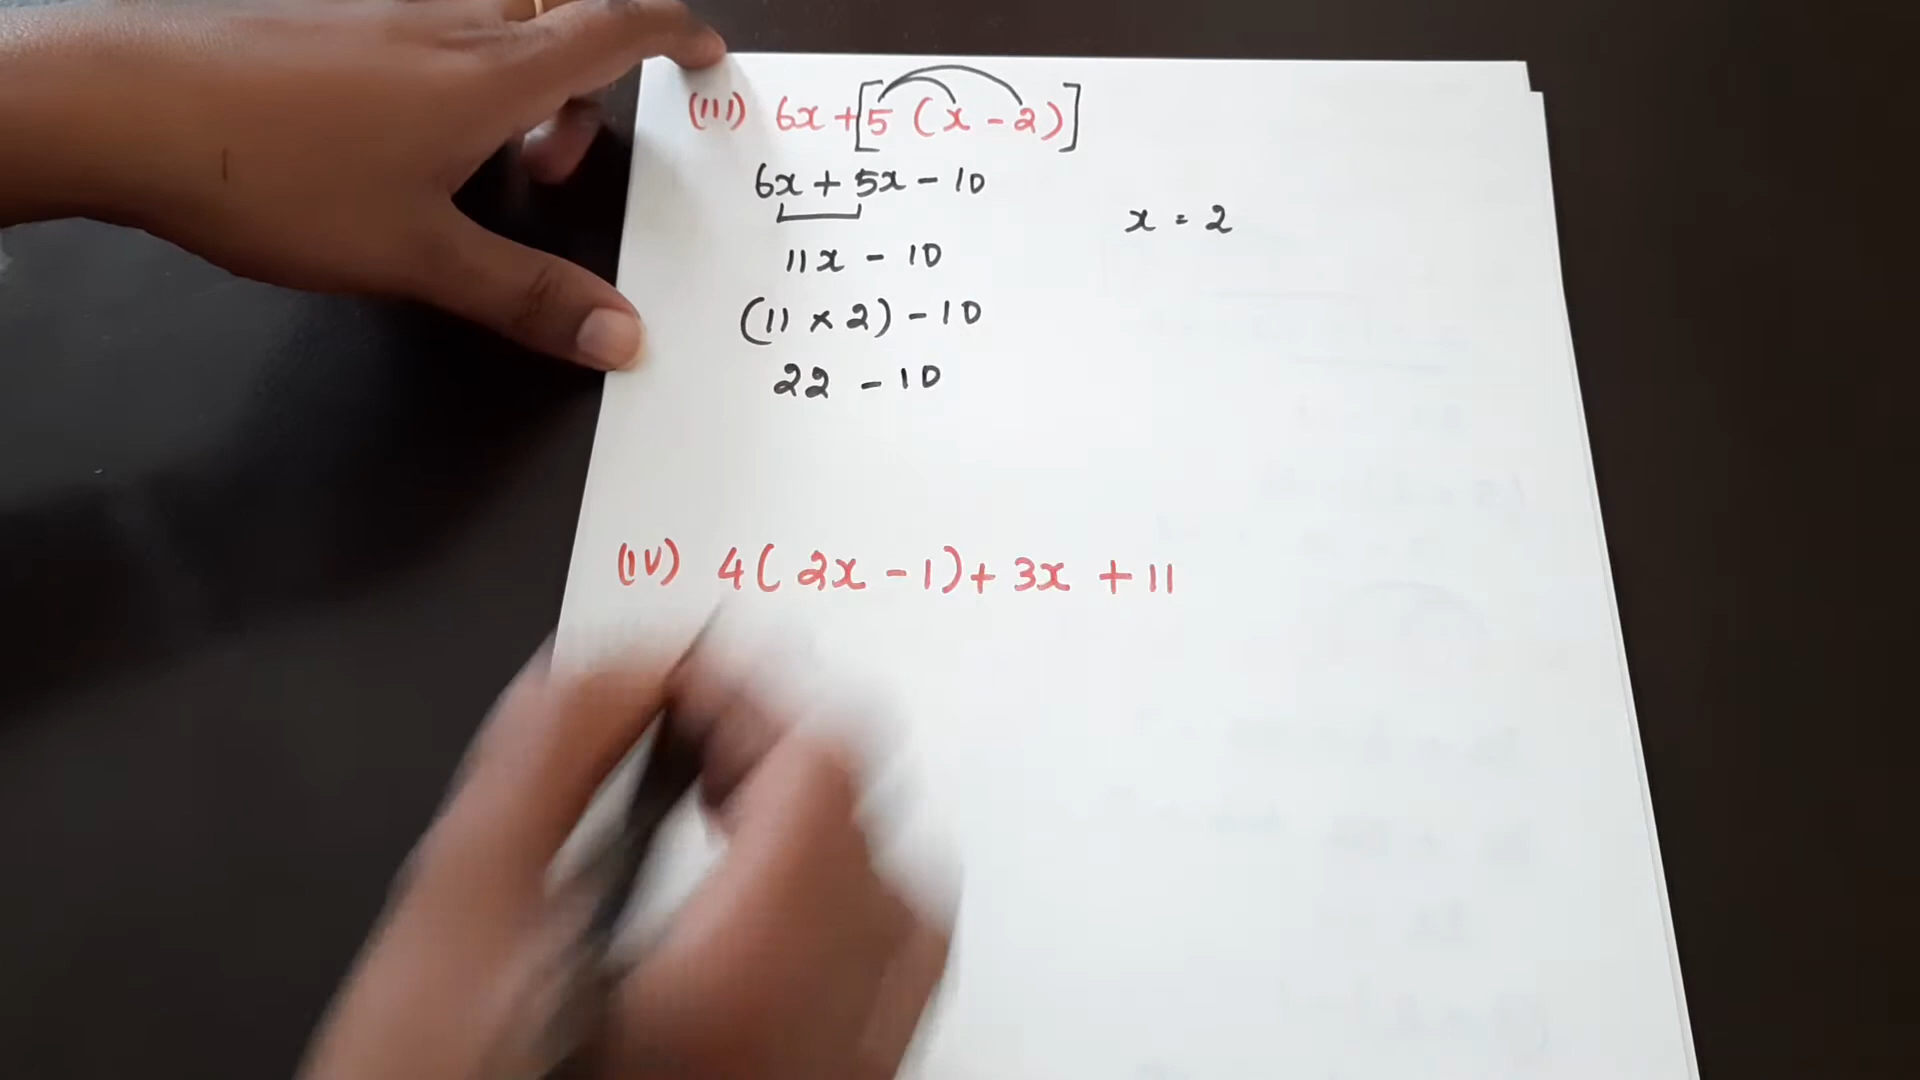 (III) 6x + [5 (x - 2)]
6x + 5x - 10
x = 2
11x - 10
(11 × 2) - 10
22 - 10
(IV) 4( 2x - 1) + 3x + 11